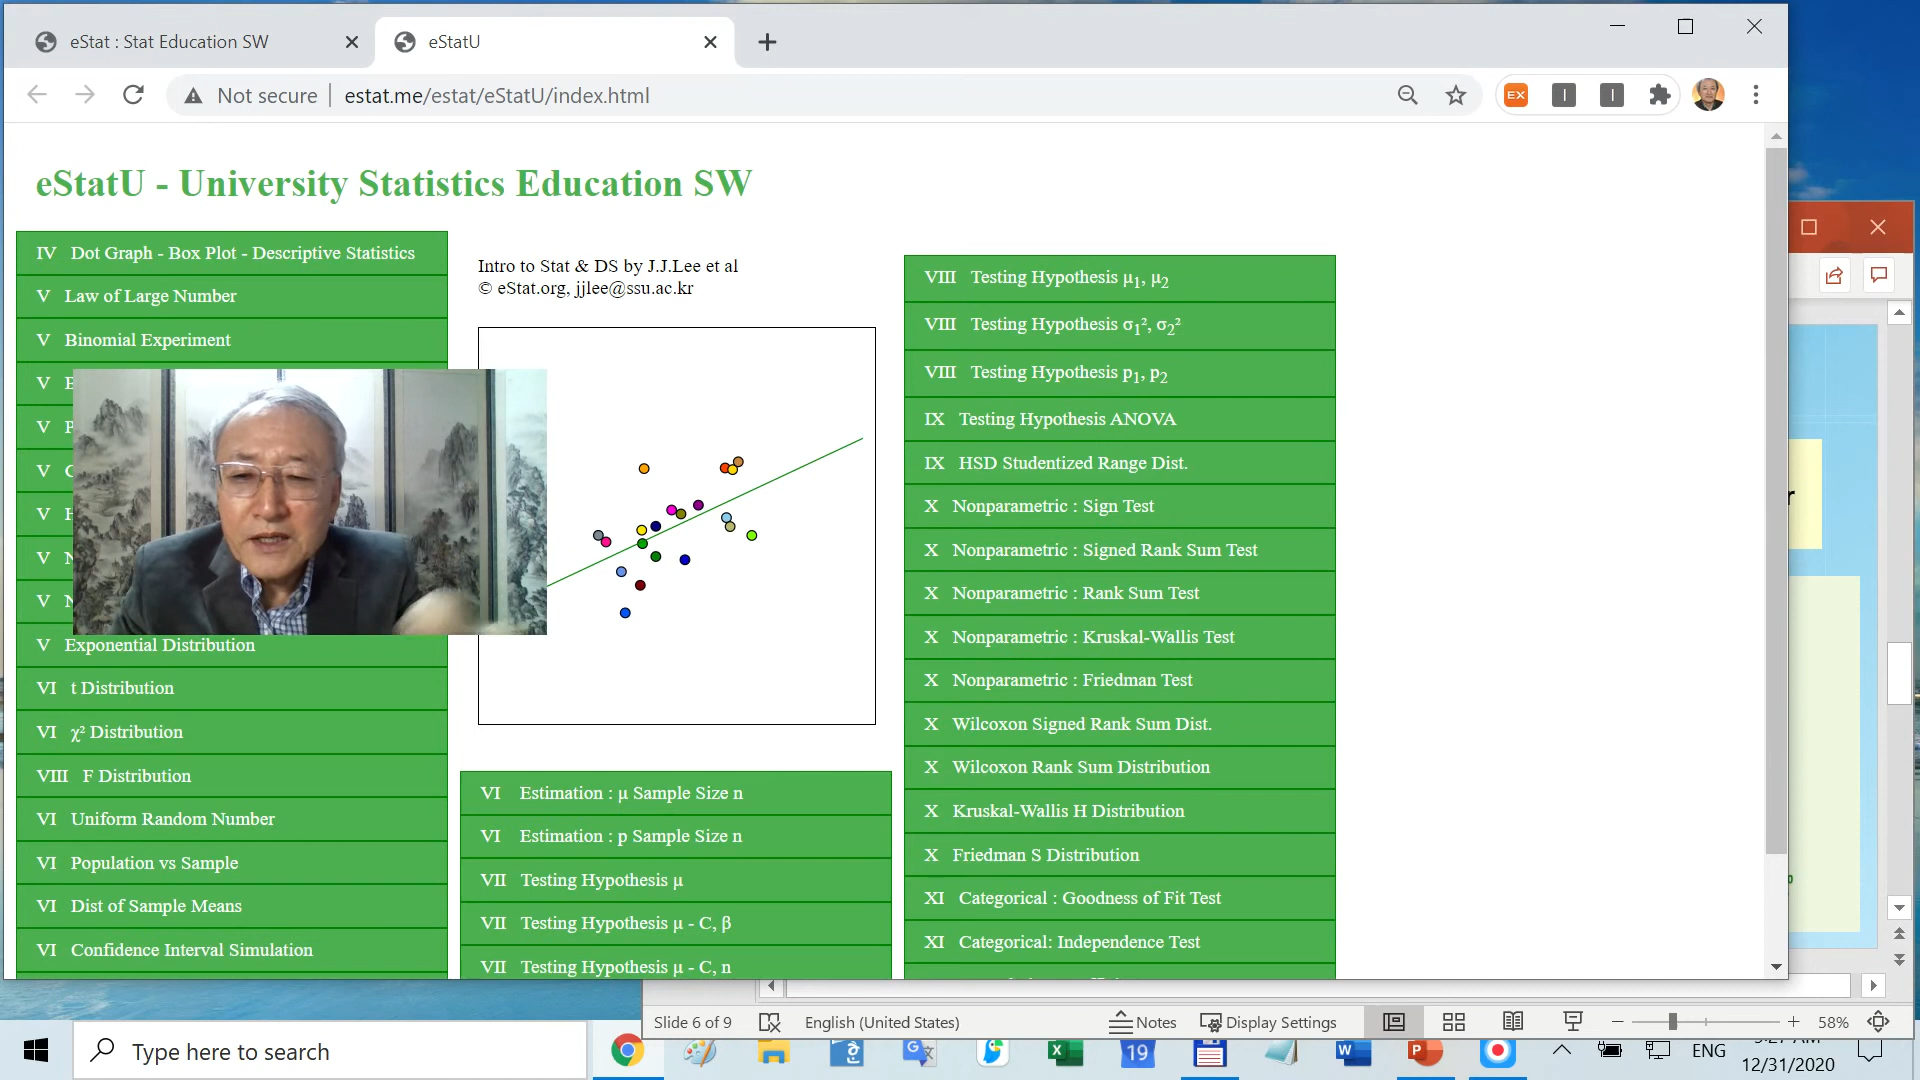 eStat : Stat Education SW
eStatU
Not secure
estat.me/estat/eStatU/index.html
EX
eStatU - University Statistics Education SW
IV Dot Graph - Box Plot - Descriptive Statistics
V Law of Large Number
V Binomial Experiment
V
V
V
V
V
V
V Exponential Distribution
VI t Distribution
VI χ² Distribution
VIII F Distribution
VI Uniform Random Number
VI Population vs Sample
VI Dist of Sample Means
VI Confidence Interval Simulation
Intro to Stat & DS by J.J.Lee et al
© eStat.org, jjlee@ssu.ac.kr
VI Estimation : μ Sample Size n
VI Estimation : p Sample Size n
VII Testing Hypothesis μ
VII Testing Hypothesis μ - C, β
VII Testing Hypothesis μ - C, n
VIII Testing Hypothesis μ₁, μ₂
VIII Testing Hypothesis σ₁², σ₂²
VIII Testing Hypothesis p₁, p₂
IX Testing Hypothesis ANOVA
IX HSD Studentized Range Dist.
X Nonparametric : Sign Test
X Nonparametric : Signed Rank Sum Test
X Nonparametric : Rank Sum Test
X Nonparametric : Kruskal-Wallis Test
X Nonparametric : Friedman Test
X Wilcoxon Signed Rank Sum Dist.
X Wilcoxon Rank Sum Distribution
X Kruskal-Wallis H Distribution
X Friedman S Distribution
XI Categorical : Goodness of Fit Test
XI Categorical: Independence Test
Slide 6 of 9
English (United States)
Notes
Display Settings
58%
Type here to search
19
ENG
12/31/2020